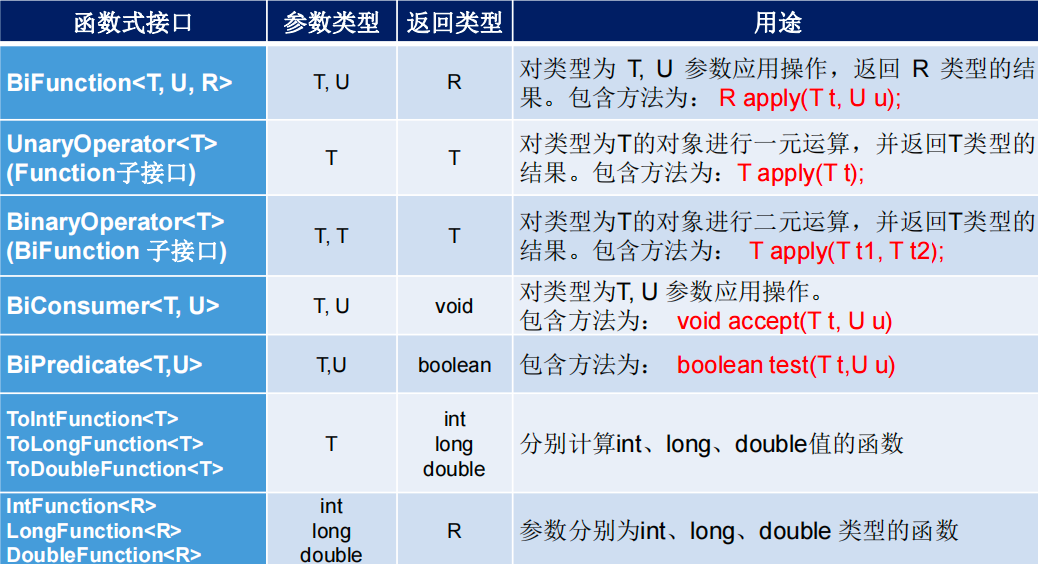 函数式接口 参数类型 返回类型 用途
BiFunction<T, U, R> T, U R 对类型为 T, U 参数应用操作，返回 R 类型的结
果。包含方法为： R apply(T t, U u);
UnaryOperator<T>
(Function子接口) T T 对类型为T的对象进行一元运算，并返回T类型的
结果。包含方法为：T apply(T t);
BinaryOperator<T>
(BiFunction 子接口) T, T T 对类型为T的对象进行二元运算，并返回T类型的
结果。包含方法为： T apply(T t1, T t2);
BiConsumer<T, U> T, U void 对类型为T, U 参数应用操作。
包含方法为： void accept(T t, U u)
BiPredicate<T,U> T,U boolean 包含方法为： boolean test(T t,U u)
ToIntFunction<T>
ToLongFunction<T>
ToDoubleFunction<T>
T
int
long
double
分别计算int、long、double值的函数
IntFunction<R>
LongFunction<R>
DoubleFunction<R>
int
long
double
R
参数分别为int、long、double 类型的函数